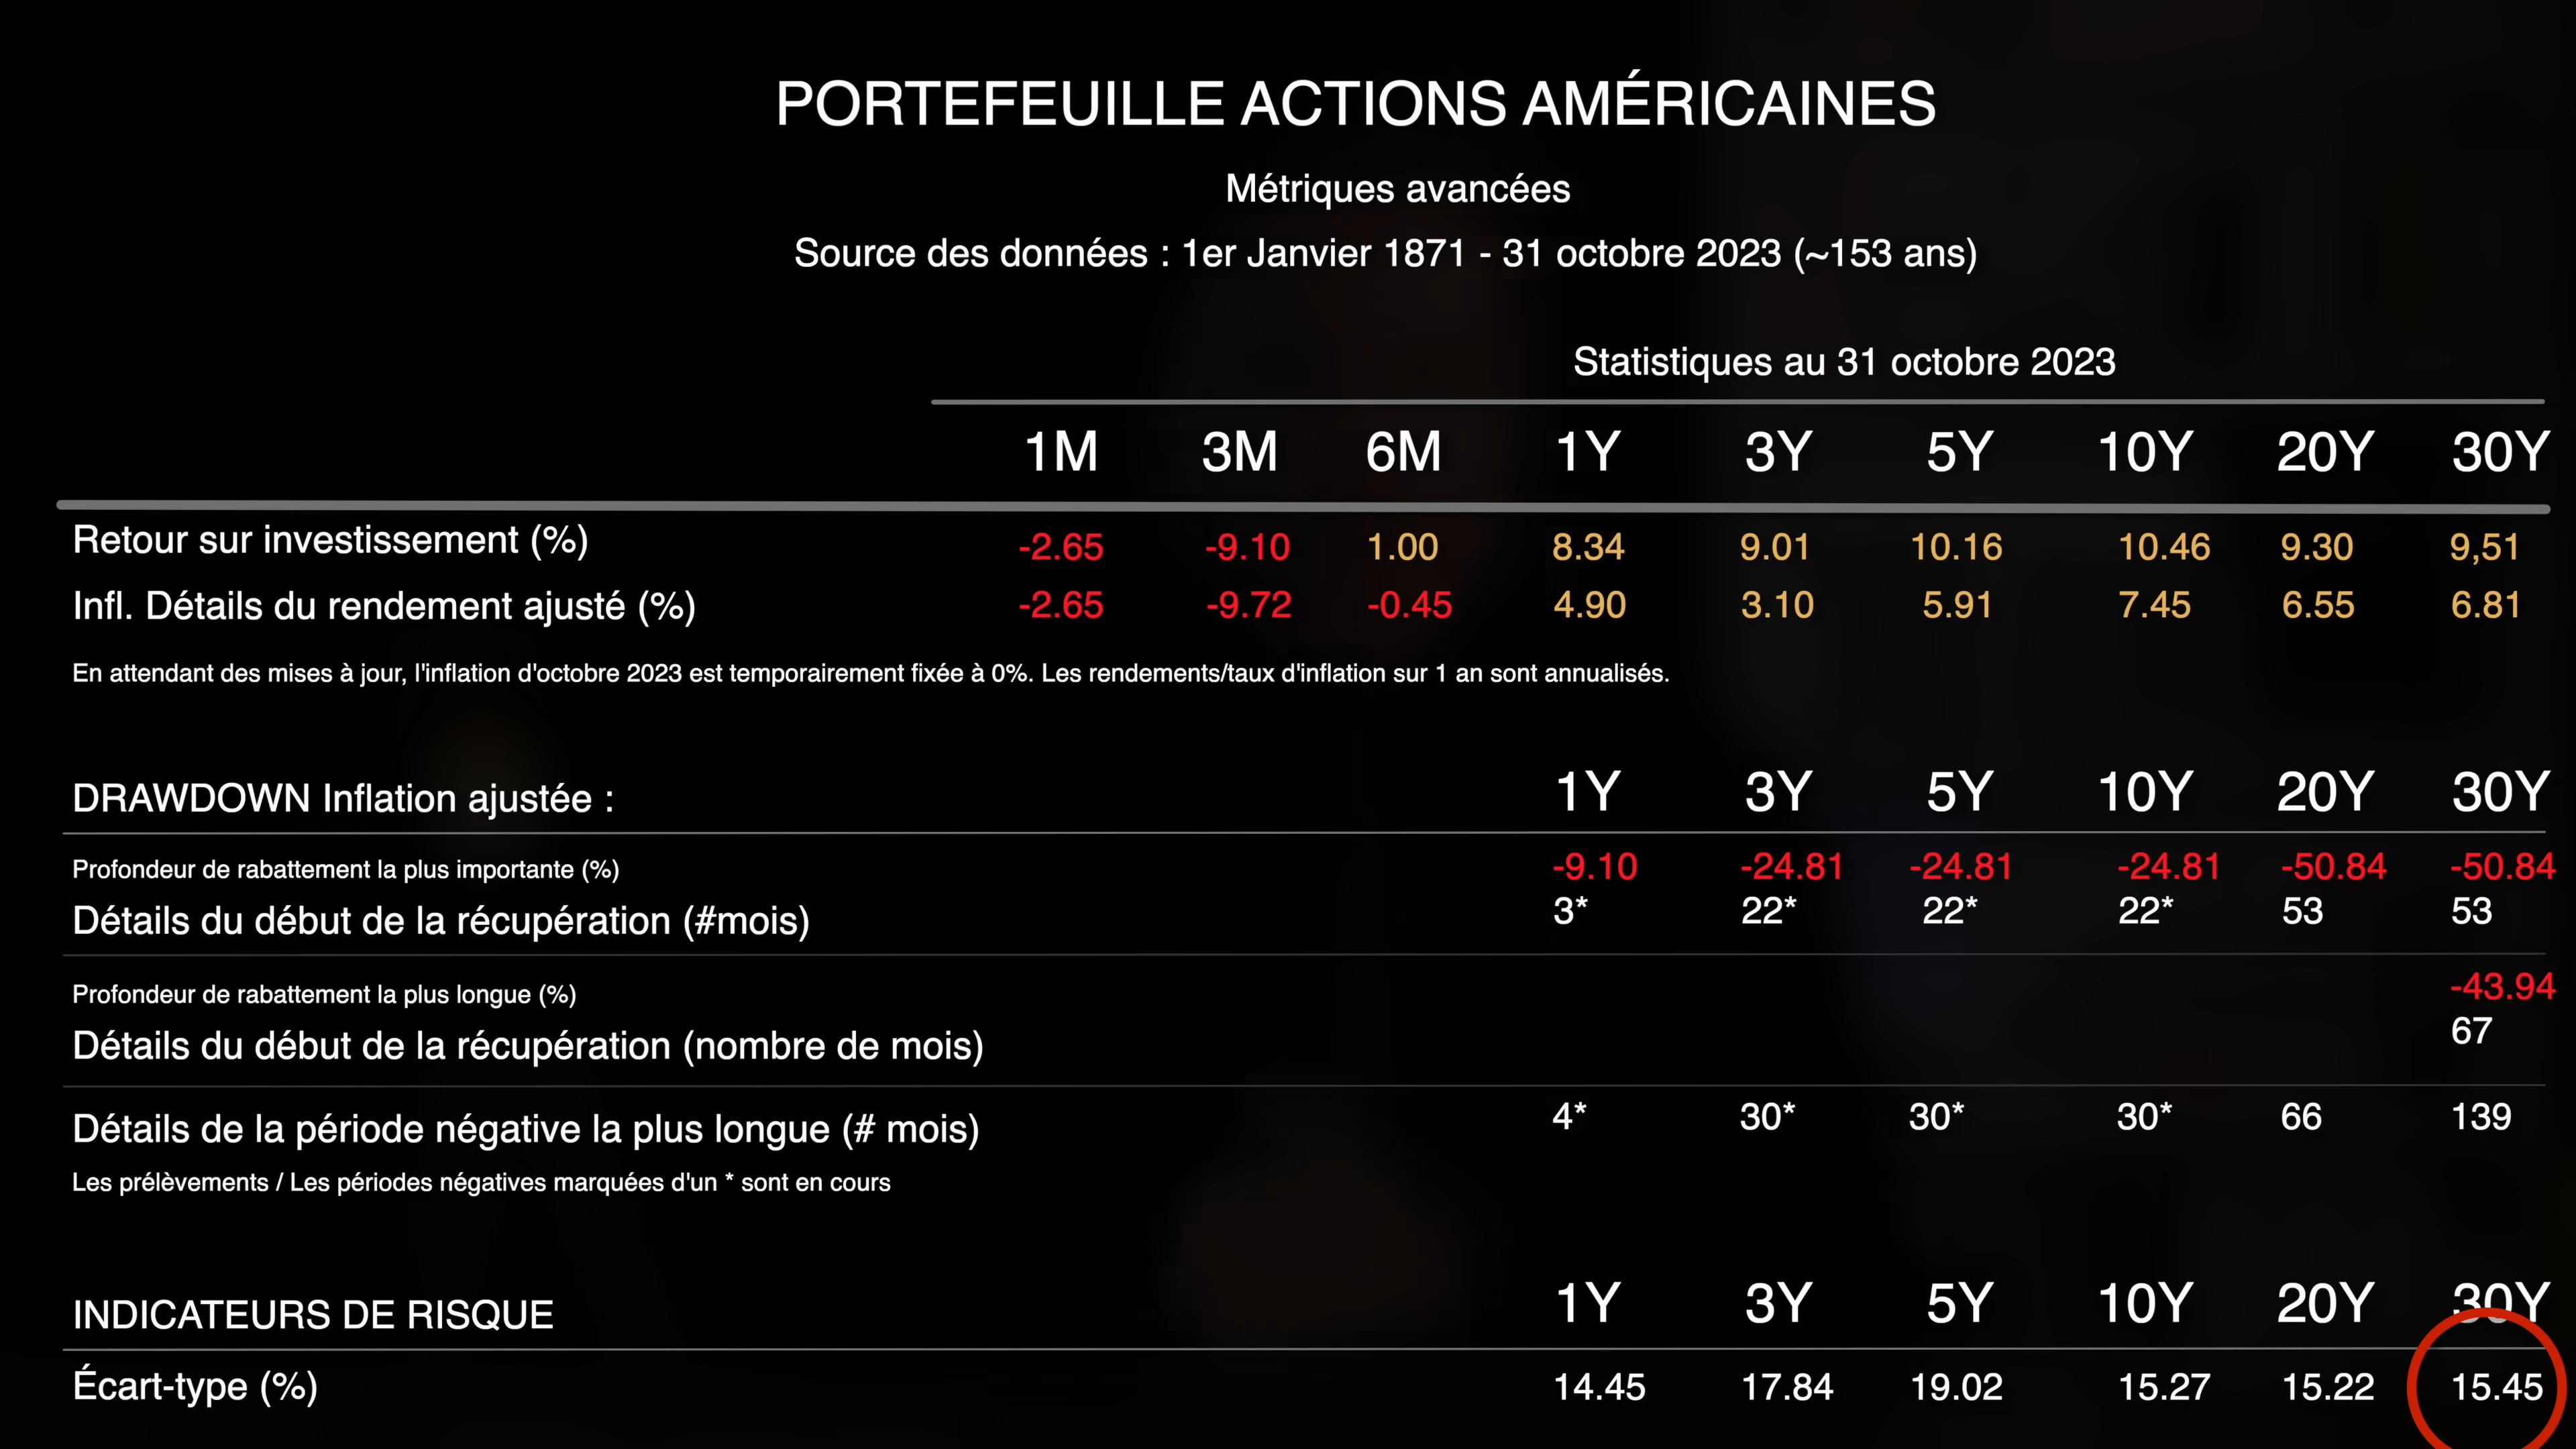 PORTEFEUILLE ACTIONS AMÉRICAINES
Métriques avancées
Source des données : 1er Janvier 1871 - 31 octobre 2023 (~153 ans)
Statistiques au 31 octobre 2023
1M 3M 6M 1Y 3Y 5Y 10Y 20Y 30Y
Retour sur investissement (%) -2.65 -9.10 1.00 8.34 9.01 10.16 10.46 9.30 9,51
Infl. Détails du rendement ajusté (%) -2.65 -9.72 -0.45 4.90 3.10 5.91 7.45 6.55 6.81
En attendant des mises à jour, l'inflation d'octobre 2023 est temporairement fixée à 0%. Les rendements/taux d'inflation sur 1 an sont annualisés.
DRAWDOWN Inflation ajustée : 1Y 3Y 5Y 10Y 20Y 30Y
Profondeur de rabattement la plus importante (%) -9.10 -24.81 -24.81 -24.81 -50.84 -50.84
Détails du début de la récupération (#mois) 3* 22* 22* 22* 53 53
Profondeur de rabattement la plus longue (%) -43.94
Détails du début de la récupération (nombre de mois) 67
Détails de la période négative la plus longue (# mois) 4* 30* 30* 30* 66 139
Les prélèvements / Les périodes négatives marquées d'un * sont en cours
INDICATEURS DE RISQUE 1Y 3Y 5Y 10Y 20Y 30Y
Écart-type (%) 14.45 17.84 19.02 15.27 15.22 15.45